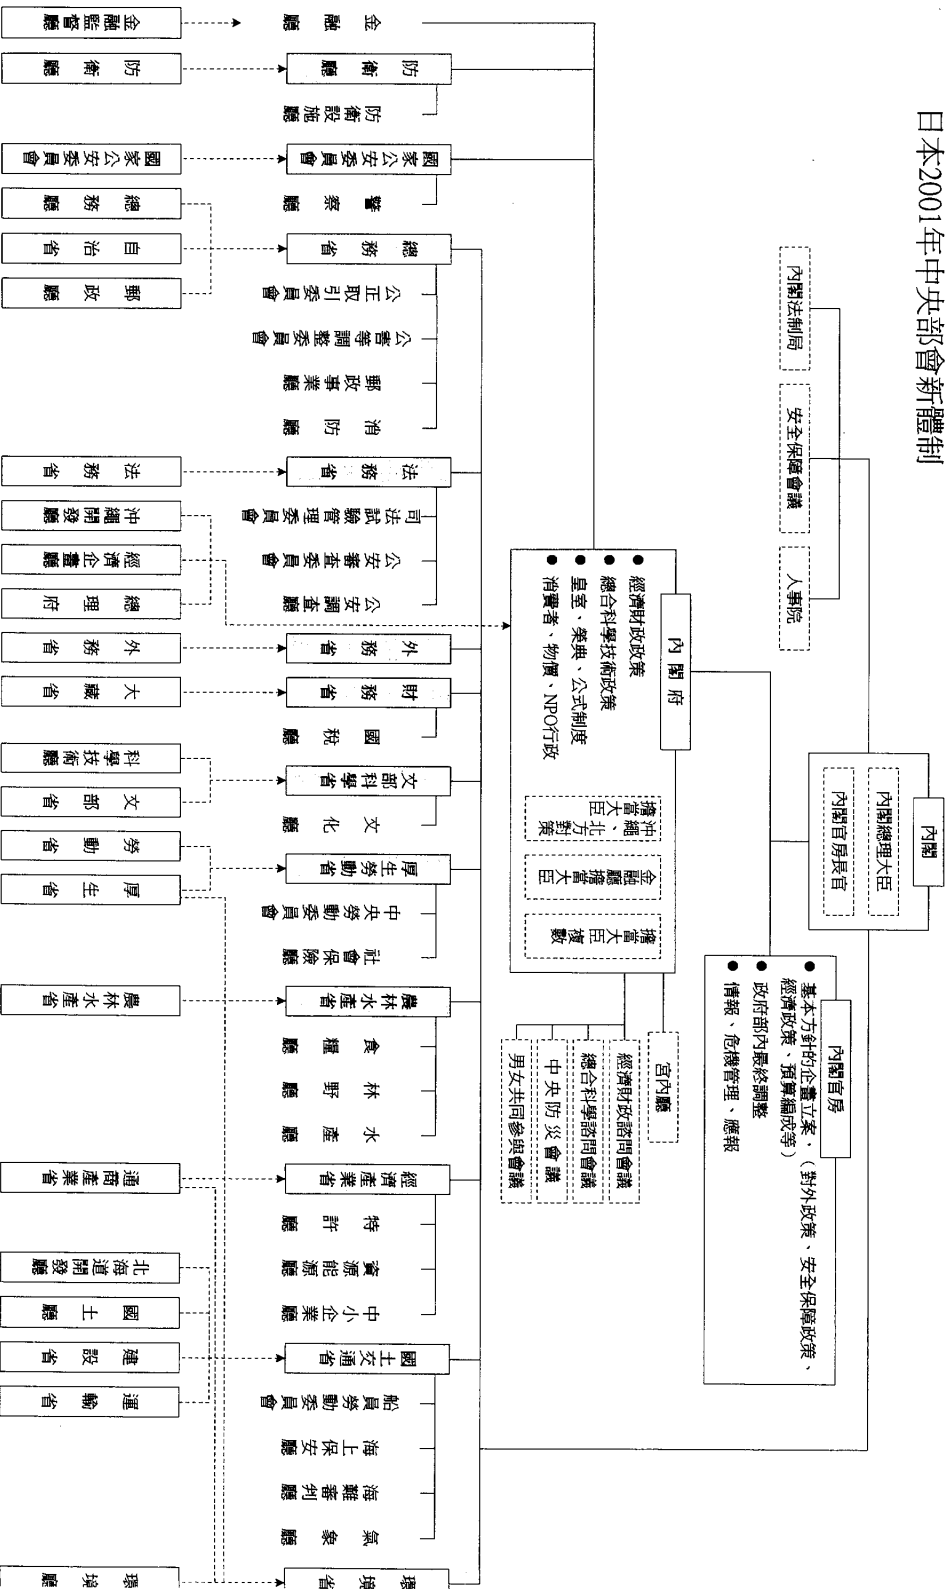 日本2001年中央部會新體制
內閣
內閣總理大臣
內閣官房長官
內閣法制局
安全保障會議
人事院
內閣官房
● 基本方針的企畫立案，（對外政策、安全保障政策、
經濟政策、預算編成等）
● 政府部內最終調整
● 情報、危機管理、應報
內閣府
● 經濟財政政策
● 總合科學技術政策
● 皇室、榮典、公式制度
● 消費者、物價、NPO行政
沖繩、北方對策
擔當大臣
金融廳擔當大臣
擔當大臣複數
宮內廳
經濟財政諮問會議
總合科學諮問會議
中央防災會議
男女共同參與會議
金融廳
防衛廳
防衛設施廳
國家公安委員會
警察廳
總務省
公正取引委員會
公害等調整委員會
郵政事業廳
消防廳
法務省
司法試驗管理委員會
公安審查委員會
公安調查廳
外務省
財務省
國稅廳
文部科學省
文化廳
厚生勞動省
中央勞動委員會
社會保險廳
農林水產省
食糧廳
林野廳
水產廳
經濟產業省
特許廳
資源能源廳
中小企業廳
國土交通省
船員勞動委員會
海上保安廳
海難審判廳
氣象廳
環境省
金融監督廳
防衛廳
國家公安委員會
總務廳
自治省
郵政廳
法務省
沖繩開發廳
經濟企畫廳
總理府
外務省
大藏省
科學技術廳
文部省
勞動省
厚生省
農林水產省
通商產業省
北海道開發廳
國土廳
建設省
運輸省
環境廳